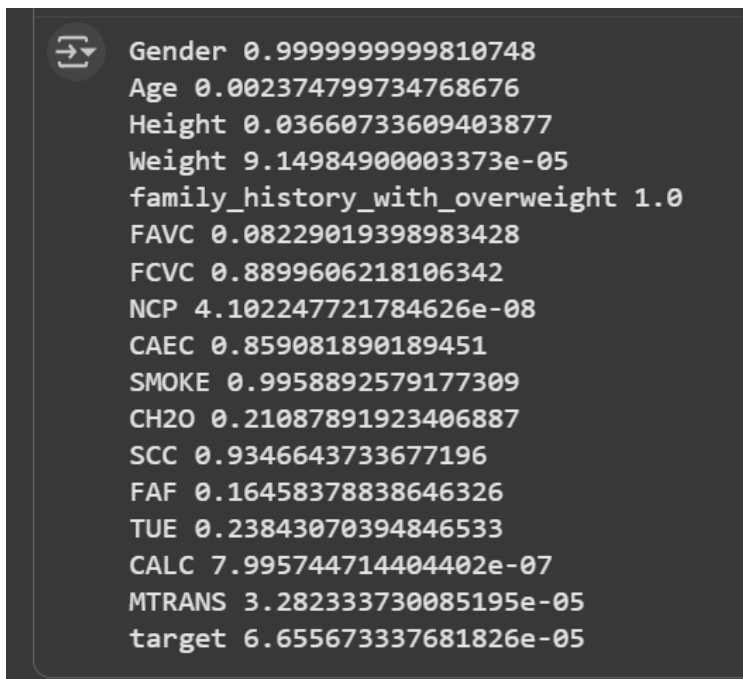 Gender 0.9999999999810748
Age 0.002374799734768676
Height 0.03660733609403877
Weight 9.14984900003373e-05
family_history_with_overweight 1.0
FAVC 0.08229019398983428
FCVC 0.8899606218106342
NCP 4.102247721784626e-08
CAEC 0.859081890189451
SMOKE 0.9958892579177309
CH2O 0.21087891923406887
SCC 0.9346643733677196
FAF 0.16458378838646326
TUE 0.23843070394846533
CALC 7.995744714404402e-07
MTRANS 3.282333730085195e-05
target 6.655673337681826e-05